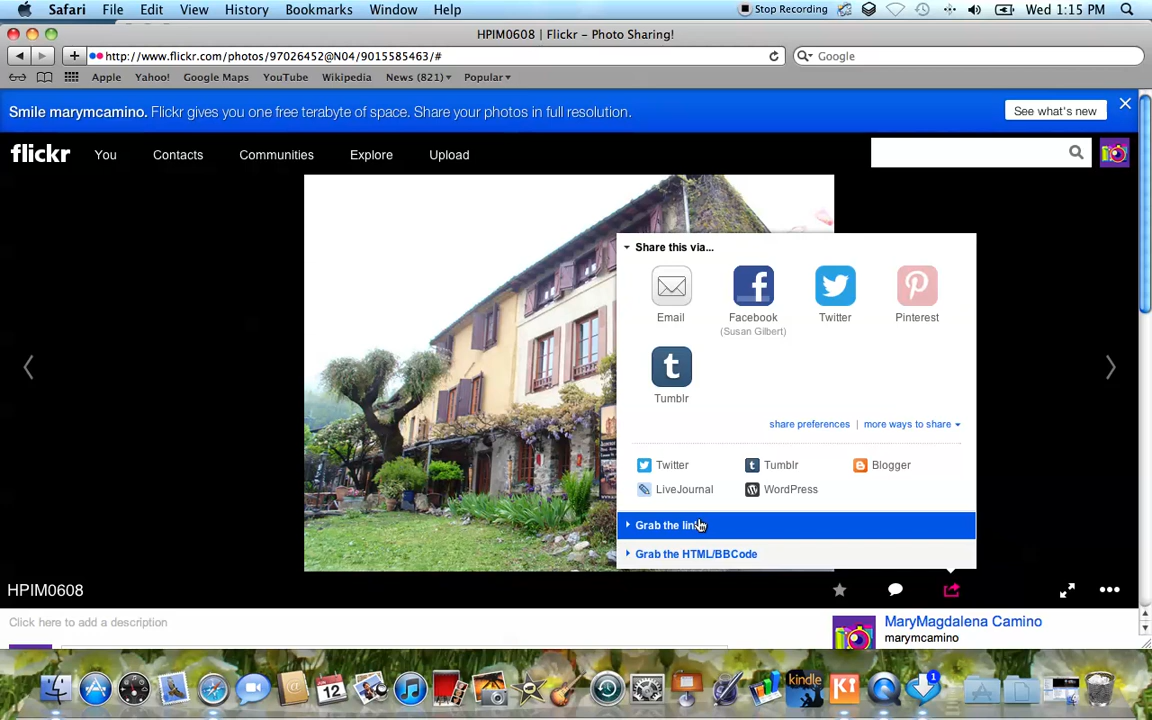 Safari File Edit View History Bookmarks Window Help Stop Recording Wed 1:15 PM
HPIM0608 | Flickr – Photo Sharing!
http://www.flickr.com/photos/97026452@N04/9015585463/# Google
Apple Yahoo! Google Maps YouTube Wikipedia News (821) Popular
Smile marymcamino. Flickr gives you one free terabyte of space. Share your photos in full resolution. See what's new
flickr You Contacts Communities Explore Upload
Share this via...
Email Facebook Twitter Pinterest
(Susan Gilbert)
Tumblr
share preferences | more ways to share
Twitter Tumblr Blogger
LiveJournal WordPress
Grab the link
Grab the HTML/BBCode
HPIM0608
Click here to add a description
MaryMagdalena Camino
marymcamino
12 kindle K 1